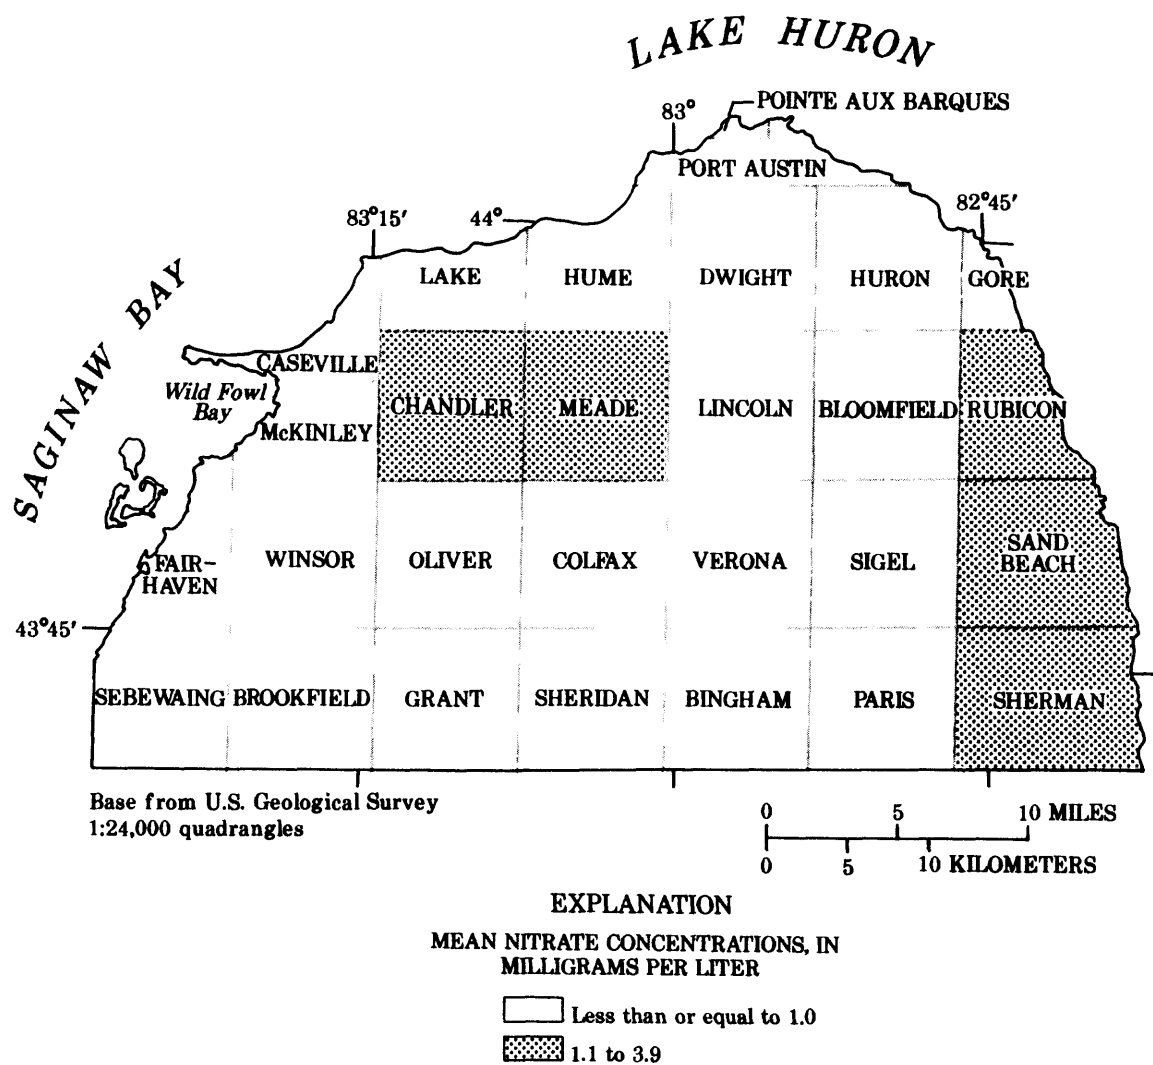 LAKE HURON
POINTE AUX BARQUES
83°
PORT AUSTIN
83°15'
44°
82°45'
LAKE
HUME
DWIGHT
HURON
GORE
SAGINAW BAY
CASEVILLE
Wild Fowl
Bay
CHANDLER
MEADE
LINCOLN
BLOOMFIELD
RUBICON
McKINLEY
FAIR-
HAVEN
WINSOR
OLIVER
COLFAX
VERONA
SIGEL
SAND
BEACH
43°45'
SEBEWAING
BROOKFIELD
GRANT
SHERIDAN
BINGHAM
PARIS
SHERMAN
Base from U.S. Geological Survey
1:24,000 quadrangles
0 5 10 MILES
0 5 10 KILOMETERS
EXPLANATION
MEAN NITRATE CONCENTRATIONS, IN
MILLIGRAMS PER LITER
Less than or equal to 1.0
1.1 to 3.9